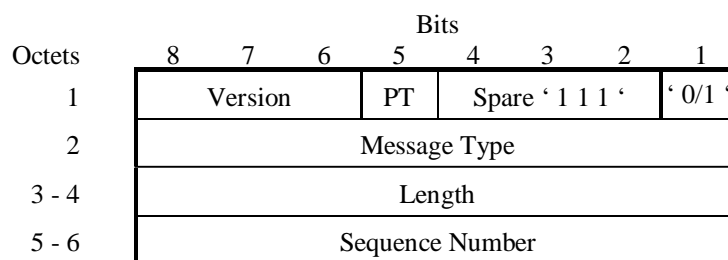 Bits
Octets 8 7 6 5 4 3 2 1
1 Version PT Spare ‘ 1 1 1 ‘ ‘ 0/1 ‘
2 Message Type
3 - 4 Length
5 - 6 Sequence Number